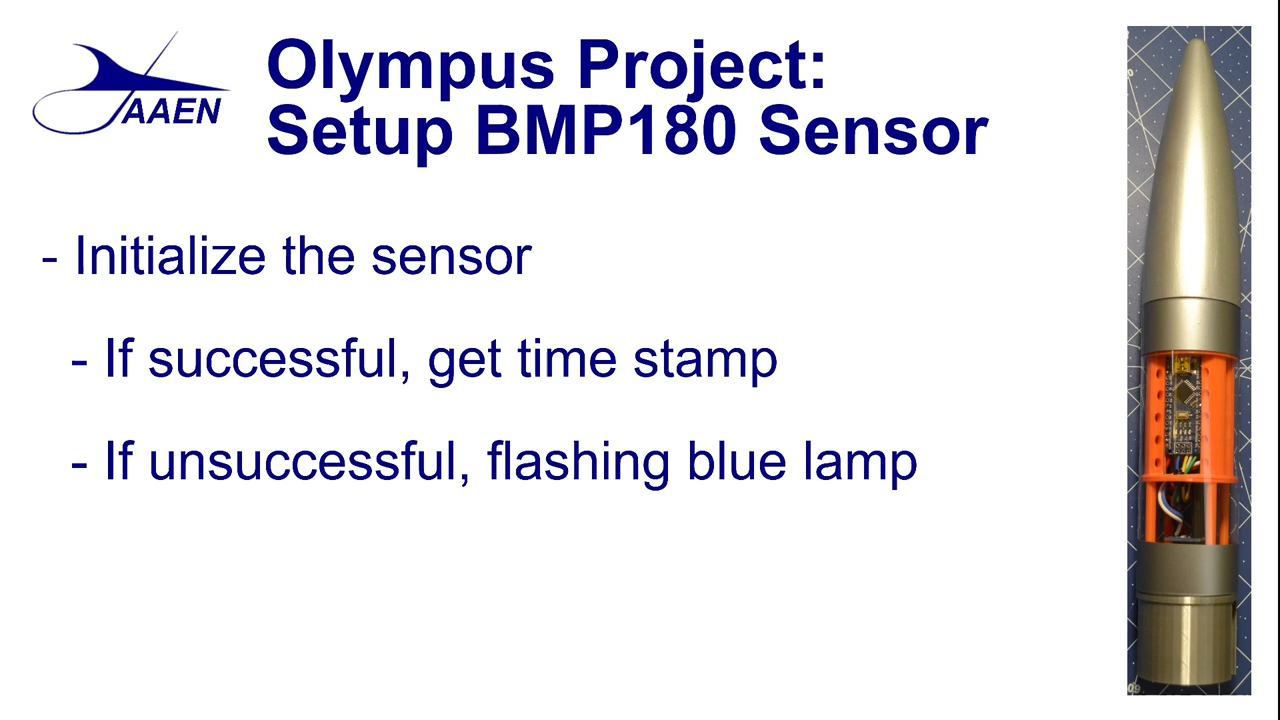 AAEN
Olympus Project:
Setup BMP180 Sensor
- Initialize the sensor
- If successful, get time stamp
- If unsuccessful, flashing blue lamp